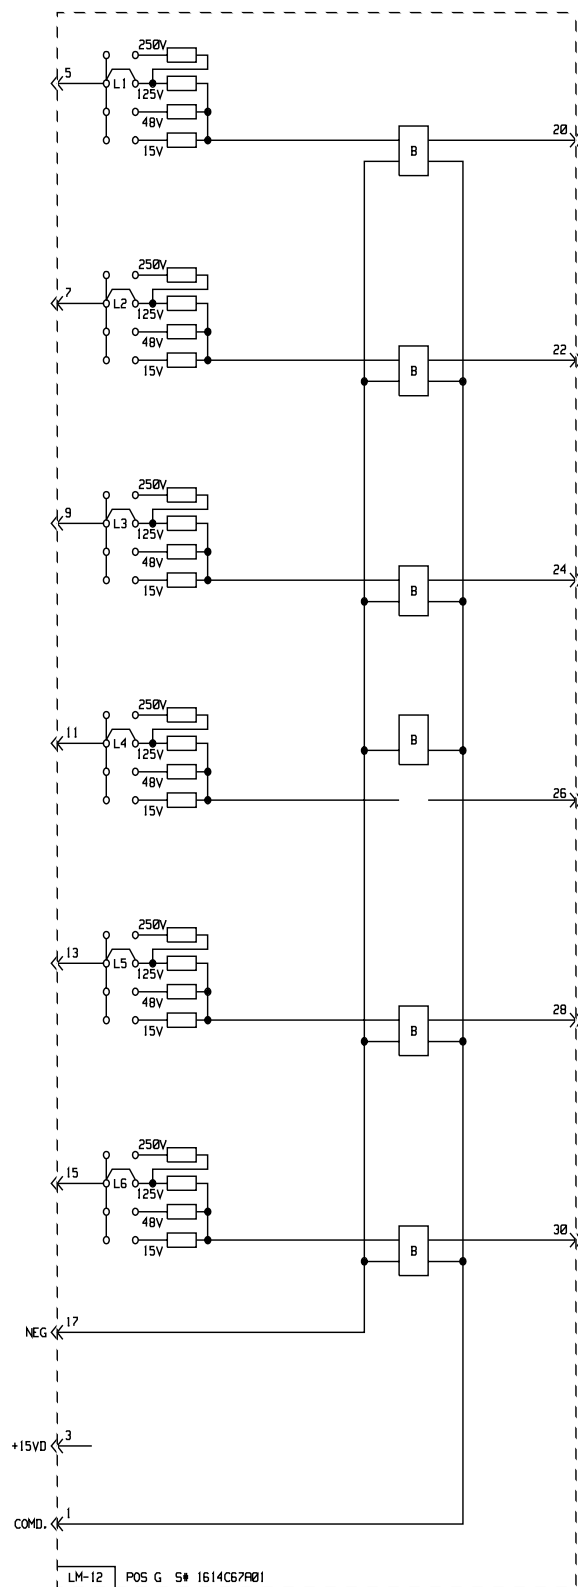 250V
5
L1
125V
48V
15V
B
20
250V
7
L2
125V
48V
15V
B
22
250V
9
L3
125V
48V
15V
B
24
250V
11
L4
125V
48V
15V
B
26
250V
13
L5
125V
48V
15V
B
28
250V
15
L6
125V
48V
15V
B
30
NEG 17
+15VD 3
COMD. 1
LM-12 POS G S# 1614C67A01